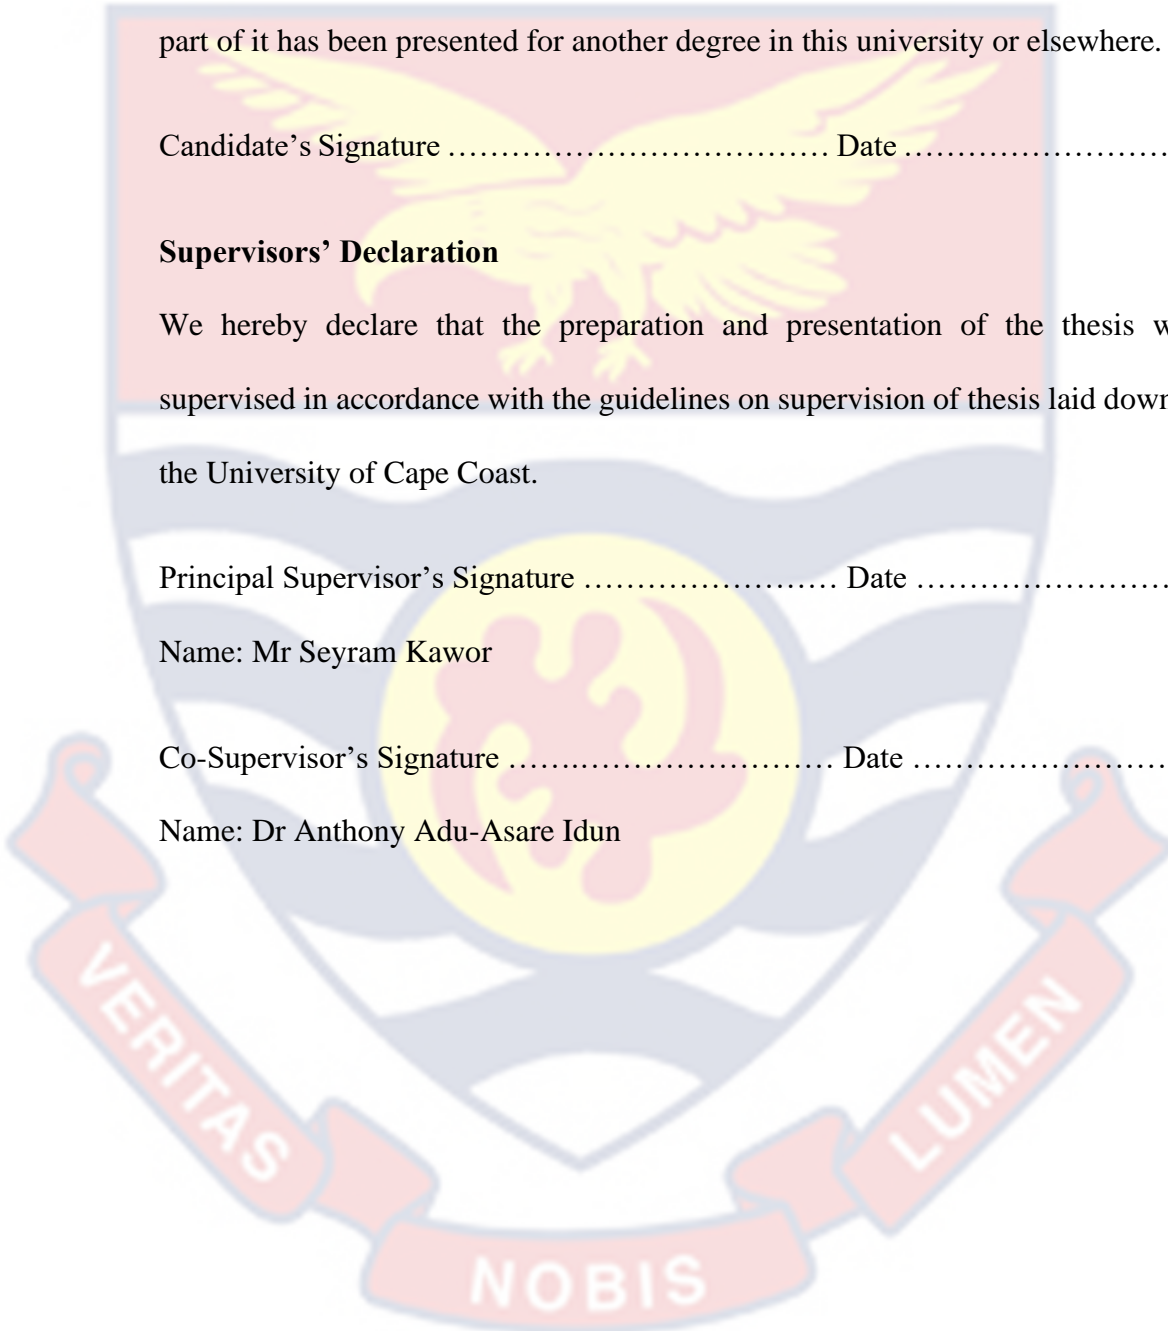 part of it has been presented for another degree in this university or elsewhere.
Candidate’s Signature ……………………………… Date ……………………
Supervisors’ Declaration
We hereby declare that the preparation and presentation of the thesis w
supervised in accordance with the guidelines on supervision of thesis laid down
the University of Cape Coast.
Principal Supervisor’s Signature …………………… Date ……………………
Name: Mr Seyram Kawor
Co-Supervisor’s Signature ………………………… Date ……………………
Name: Dr Anthony Adu-Asare Idun
VERITAS
NOBIS
LUMEN